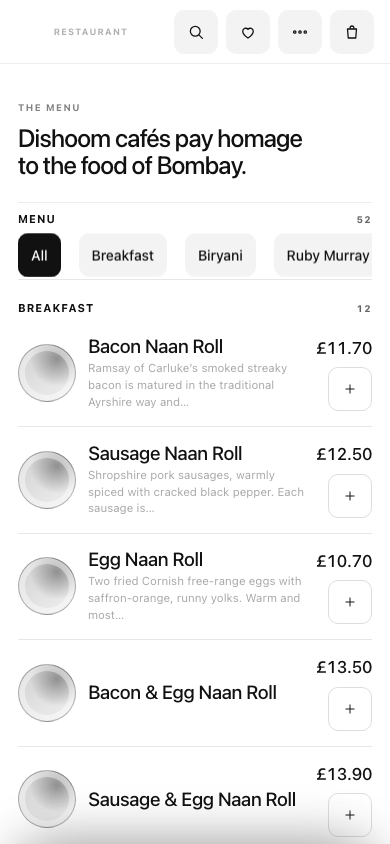 RESTAURANT
THE MENU
Dishoom cafés pay homage
to the food of Bombay.
MENU
52
All
Breakfast
Biryani
Ruby Murray
BREAKFAST
12
Bacon Naan Roll
£11.70
Ramsay of Carluke's smoked streaky
bacon is matured in the traditional
Ayrshire way and...
+
Sausage Naan Roll
£12.50
Shropshire pork sausages, warmly
spiced with cracked black pepper. Each
sausage is...
+
Egg Naan Roll
£10.70
Two fried Cornish free-range eggs with
saffron-orange, runny yolks. Warm and
most...
+
£13.50
Bacon & Egg Naan Roll
+
£13.90
Sausage & Egg Naan Roll
+